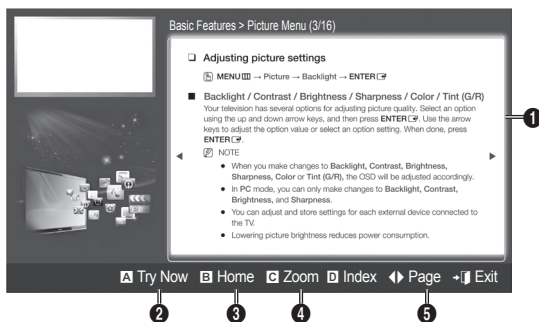 Basic Features > Picture Menu (3/16)
❏ Adjusting picture settings
MENU → Picture → Backlight → ENTER
■ Backlight / Contrast / Brightness / Sharpness / Color / Tint (G/R)
Your television has several options for adjusting picture quality. Select an option
using the up and down arrow keys, and then press ENTER. Use the arrow
keys to adjust the option value or select an option setting. When done, press
ENTER.
NOTE
● When you make changes to Backlight, Contrast, Brightness,
Sharpness, Color or Tint (G/R), the OSD will be adjusted accordingly.
● In PC mode, you can only make changes to Backlight, Contrast,
Brightness, and Sharpness.
● You can adjust and store settings for each external device connected to
the TV.
● Lowering picture brightness reduces power consumption.
◀ ▶
1
A Try Now B Home C Zoom D Index ◀▶ Page Exit
2 3 4 5